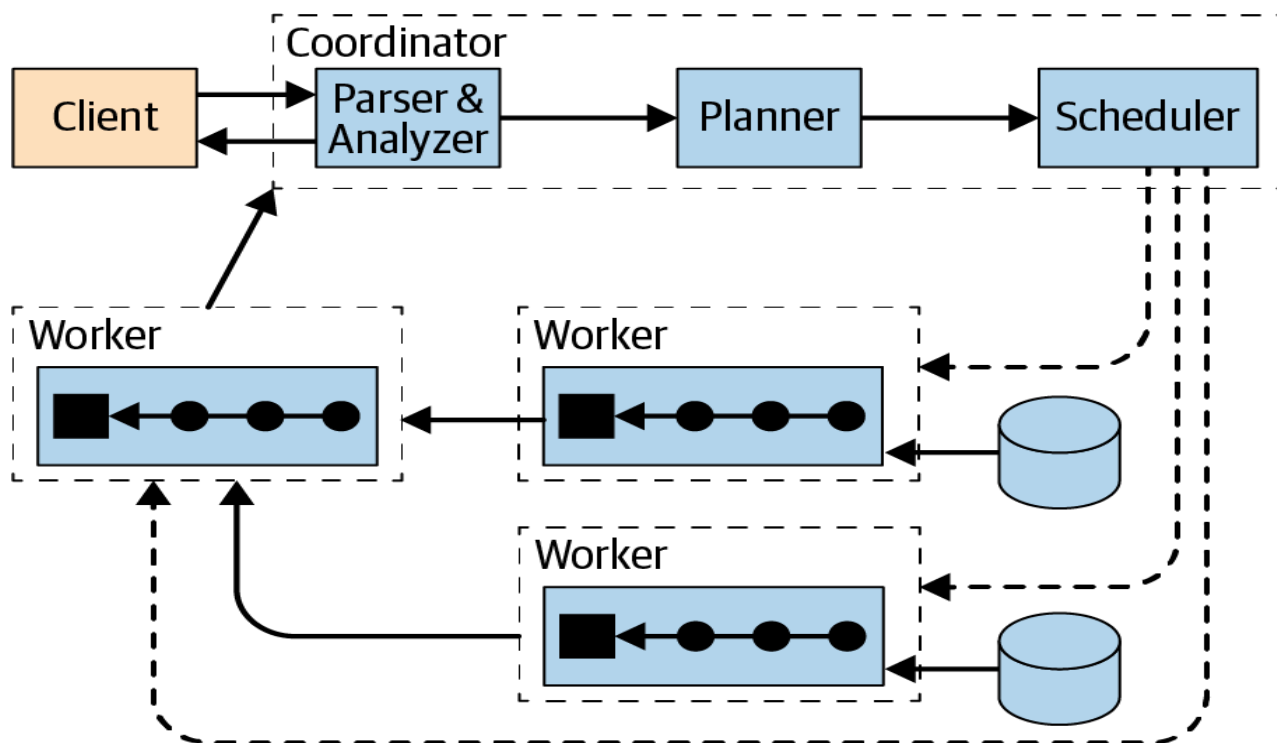 Coordinator
Client
Parser &
Analyzer
Planner
Scheduler
Worker
Worker
Worker